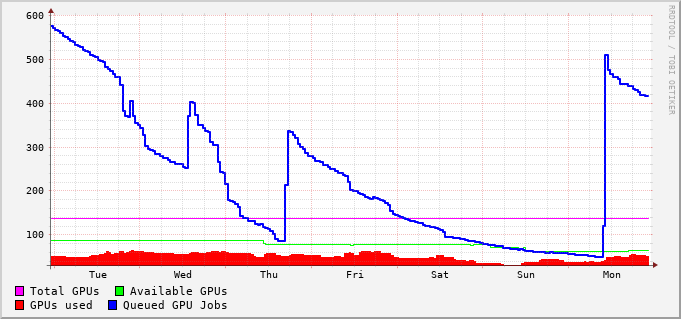 600
500
400
300
200
100
Tue Wed Thu Fri Sat Sun Mon
Total GPUs Available GPUs
GPUs used Queued GPU Jobs
RRDTOOL / TOBI OETIKER